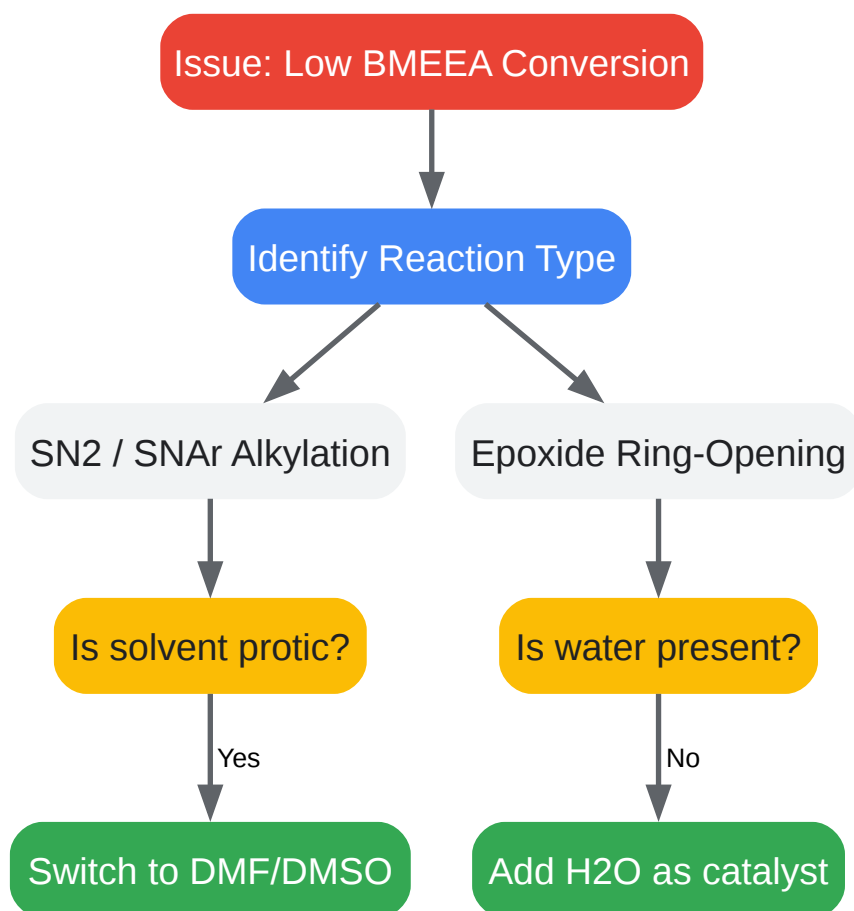 Issue: Low BMEEA Conversion
Identify Reaction Type
SN2 / SNAr Alkylation
Epoxide Ring-Opening
Is solvent protic?
Is water present?
Yes
No
Switch to DMF/DMSO
Add H2O as catalyst